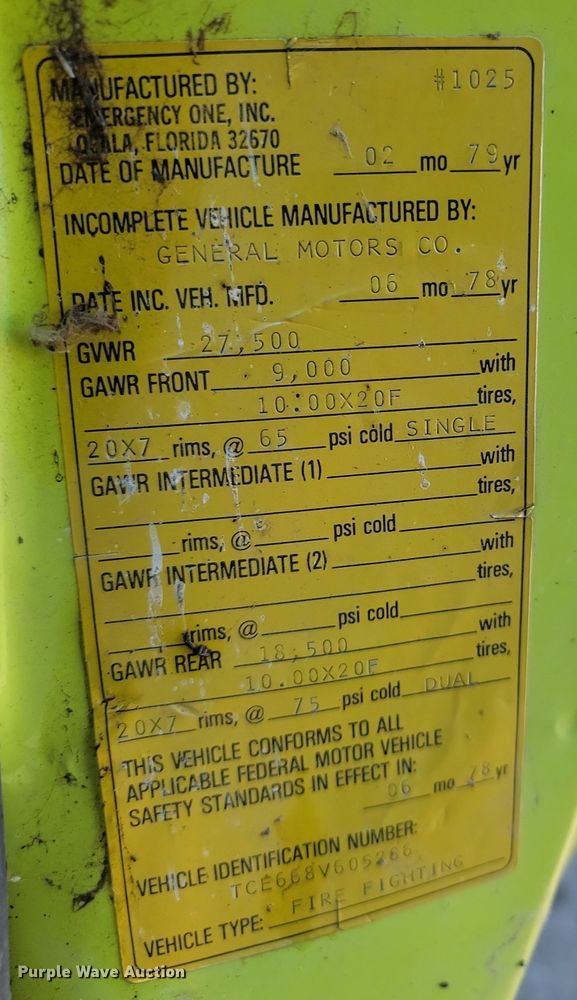 MANUFACTURED BY: #1025
EMERGENCY ONE, INC.
OCALA, FLORIDA 32670
DATE OF MANUFACTURE 02 mo 79 yr
INCOMPLETE VEHICLE MANUFACTURED BY:
GENERAL MOTORS CO.
DATE INC. VEH. MFD. 06 mo 78 yr
GVWR 27,500
GAWR FRONT 9,000 with
10.00X20F tires,
20X7 rims, @ 65 psi cold SINGLE
GAWR INTERMEDIATE (1) with
tires,
rims, @ psi cold
GAWR INTERMEDIATE (2) with
tires,
rims, @ psi cold
GAWR REAR 18,500 with
10.00X20F tires,
20X7 rims, @ 75 psi cold DUAL
THIS VEHICLE CONFORMS TO ALL
APPLICABLE FEDERAL MOTOR VEHICLE
SAFETY STANDARDS IN EFFECT IN:
06 mo 78 yr
VEHICLE IDENTIFICATION NUMBER:
TCE668V605286
VEHICLE TYPE: FIRE FIGHTING
Purple Wave Auction